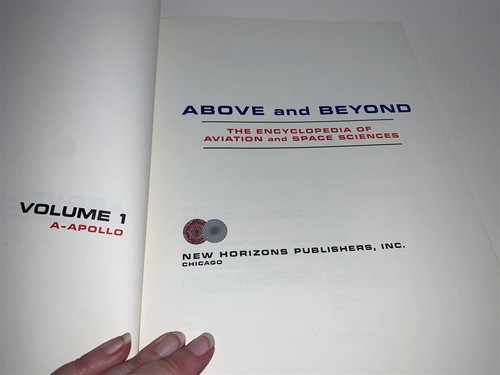 VOLUME 1
A-APOLLO
ABOVE and BEYOND
THE ENCYCLOPEDIA OF
AVIATION and SPACE SCIENCES
NEW HORIZONS PUBLISHERS, INC.
CHICAGO